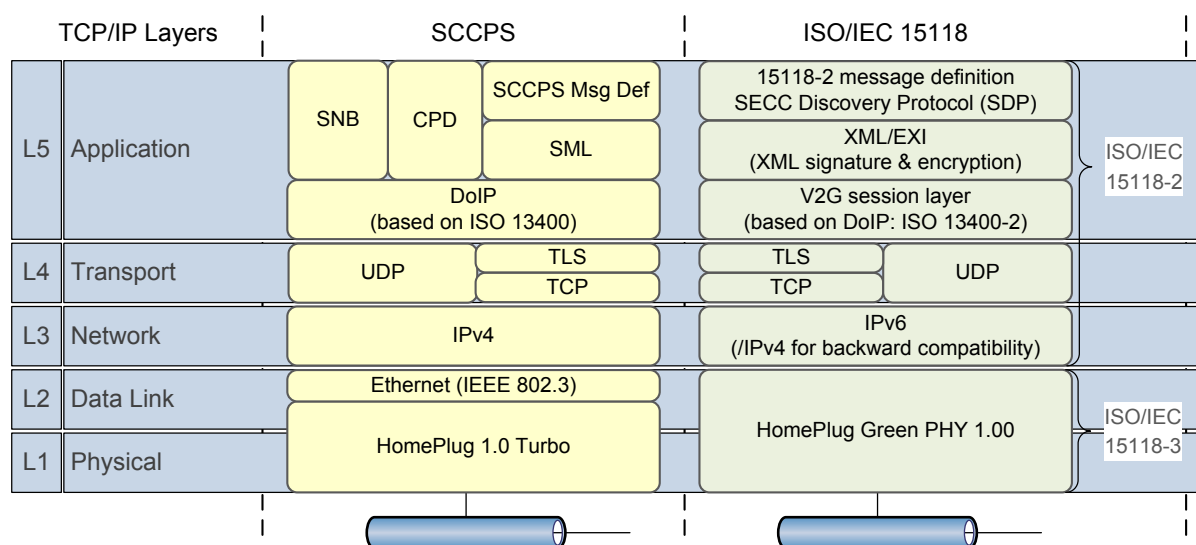 TCP/IP Layers
SCCPS
ISO/IEC 15118
L5
Application
SNB
CPD
SCCPS Msg Def
SML
DoIP
(based on ISO 13400)
15118-2 message definition
SECC Discovery Protocol (SDP)
XML/EXI
(XML signature & encryption)
V2G session layer
(based on DoIP: ISO 13400-2)
ISO/IEC
15118-2
L4
Transport
UDP
TLS
TCP
TLS
TCP
UDP
L3
Network
IPv4
IPv6
(/IPv4 for backward compatibility)
L2
Data Link
Ethernet (IEEE 802.3)
HomePlug 1.0 Turbo
HomePlug Green PHY 1.00
ISO/IEC
15118-3
L1
Physical